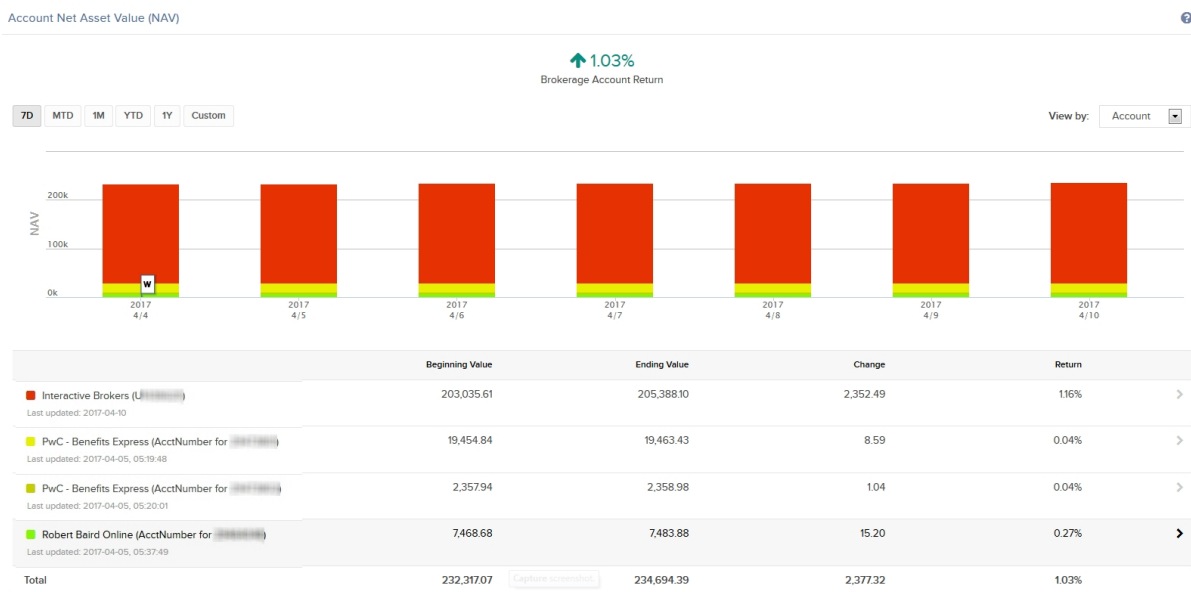 Account Net Asset Value (NAV)
1.03%
Brokerage Account Return
7D MTD 1M YTD 1Y Custom
View by: Account
NAV
200k
100k
0k
W
2017 2017 2017 2017 2017 2017 2017
4/4 4/5 4/6 4/7 4/8 4/9 4/10
Beginning Value Ending Value Change Return
Interactive Brokers (U
203,035.61 205,388.10 2,352.49 1.16%
Last updated: 2017-04-10
PwC - Benefits Express (AcctNumber for
19,454.84 19,463.43 8.59 0.04%
Last updated: 2017-04-05, 05:19:48
PwC - Benefits Express (AcctNumber for
2,357.94 2,358.98 1.04 0.04%
Last updated: 2017-04-05, 05:20:01
Robert Baird Online (AcctNumber for
7,468.68 7,483.88 15.20 0.27%
Last updated: 2017-04-05, 05:37:49
Total 232,317.07 Capture screenshot. 234,694.39 2,377.32 1.03%